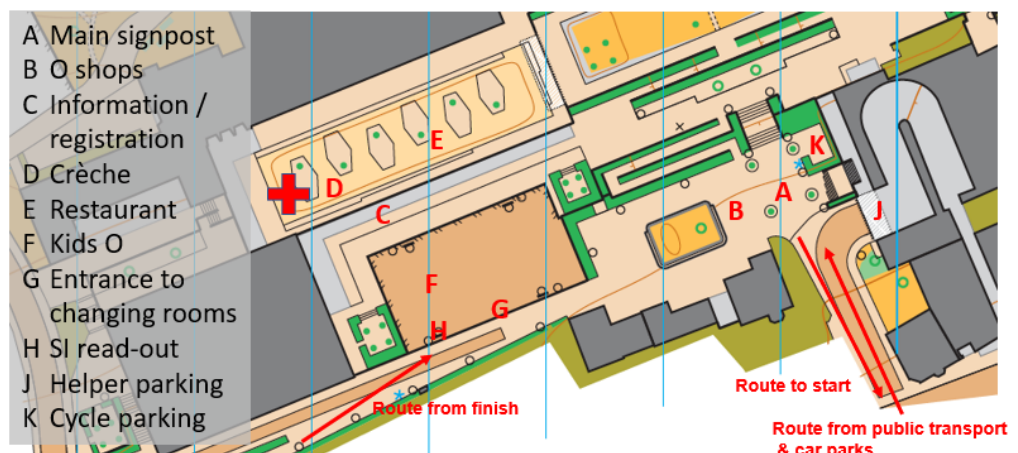 A Main signpost
B O shops
C Information /
registration
D Crèche
E Restaurant
F Kids O
G Entrance to
changing rooms
H SI read-out
J Helper parking
K Cycle parking
E
D
C
K
A
B
J
F
G
H
Route to start
Route from finish
Route from public transport
& car parks